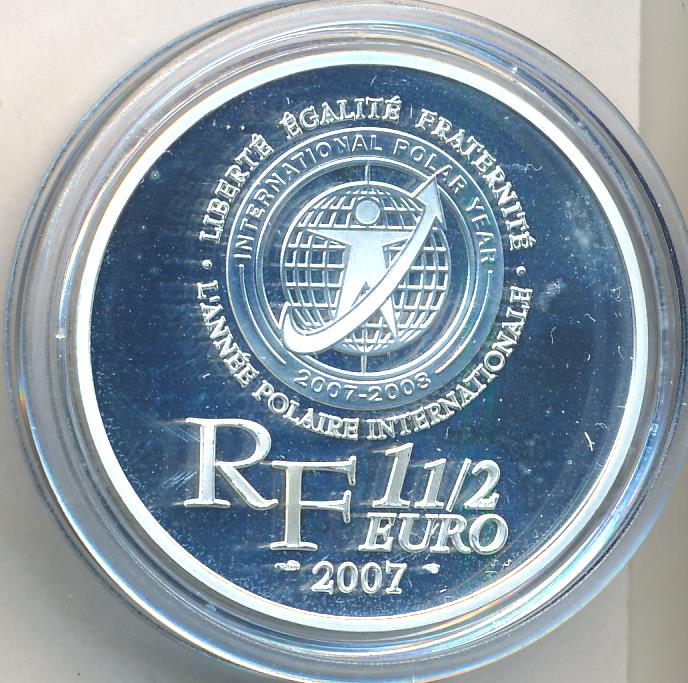 · LIBERTÉ ÉGALITÉ FRATERNITÉ ·
· INTERNATIONAL POLAR YEAR ·
2007-2008
L'ANNÉE POLAIRE INTERNATIONALE
RF 1 1/2
EURO
- 2007 -